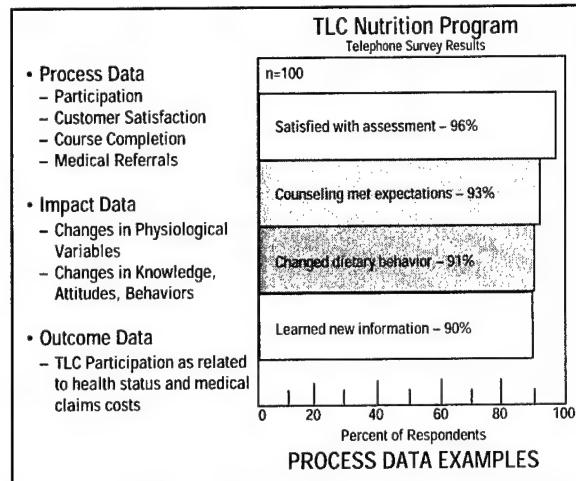 • Process Data
– Participation
– Customer Satisfaction
– Course Completion
– Medical Referrals
• Impact Data
– Changes in Physiological
Variables
– Changes in Knowledge,
Attitudes, Behaviors
• Outcome Data
– TLC Participation as related
to health status and medical
claims costs
TLC Nutrition Program
Telephone Survey Results
n=100
Satisfied with assessment – 96%
Counseling met expectations – 93%
Changed dietary behavior – 91%
Learned new information – 90%
0 20 40 60 80 100
Percent of Respondents
PROCESS DATA EXAMPLES